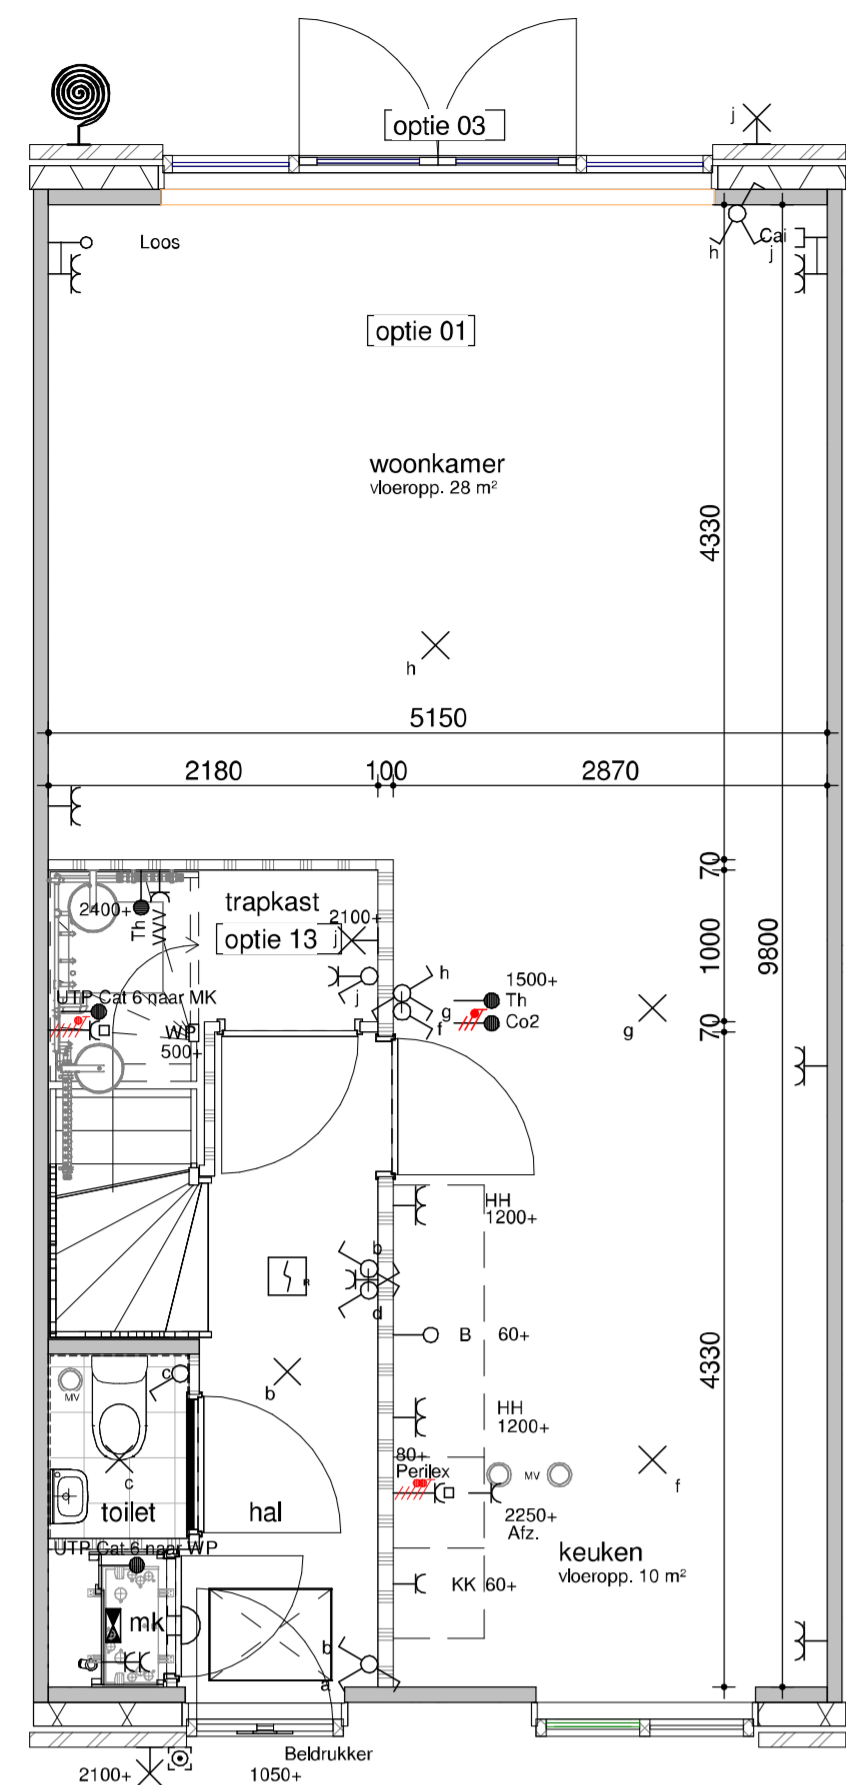 optie 03
j
Loos
h
Cai
j
optie 01
woonkamer
vloeropp. 28 m²
4330
h
5150
2180
100
2870
70
trapkast
2400+
Th
2100+
optie 13
j
1000
9800
h
j
1500+
Th
UTP Cat 6 naar MK
g
Co2
g
f
WP
500+
70
HH
1200+
b
d
B
60+
4330
c
MV
b
HH
1200+
80+
Perilex
MV
f
c
toilet
hal
2250+
Afz.
UTP Cat 6 naar WP
keuken
vloeropp. 10 m²
KK
60+
mk
b
a
Beldrukker
2100+
1050+